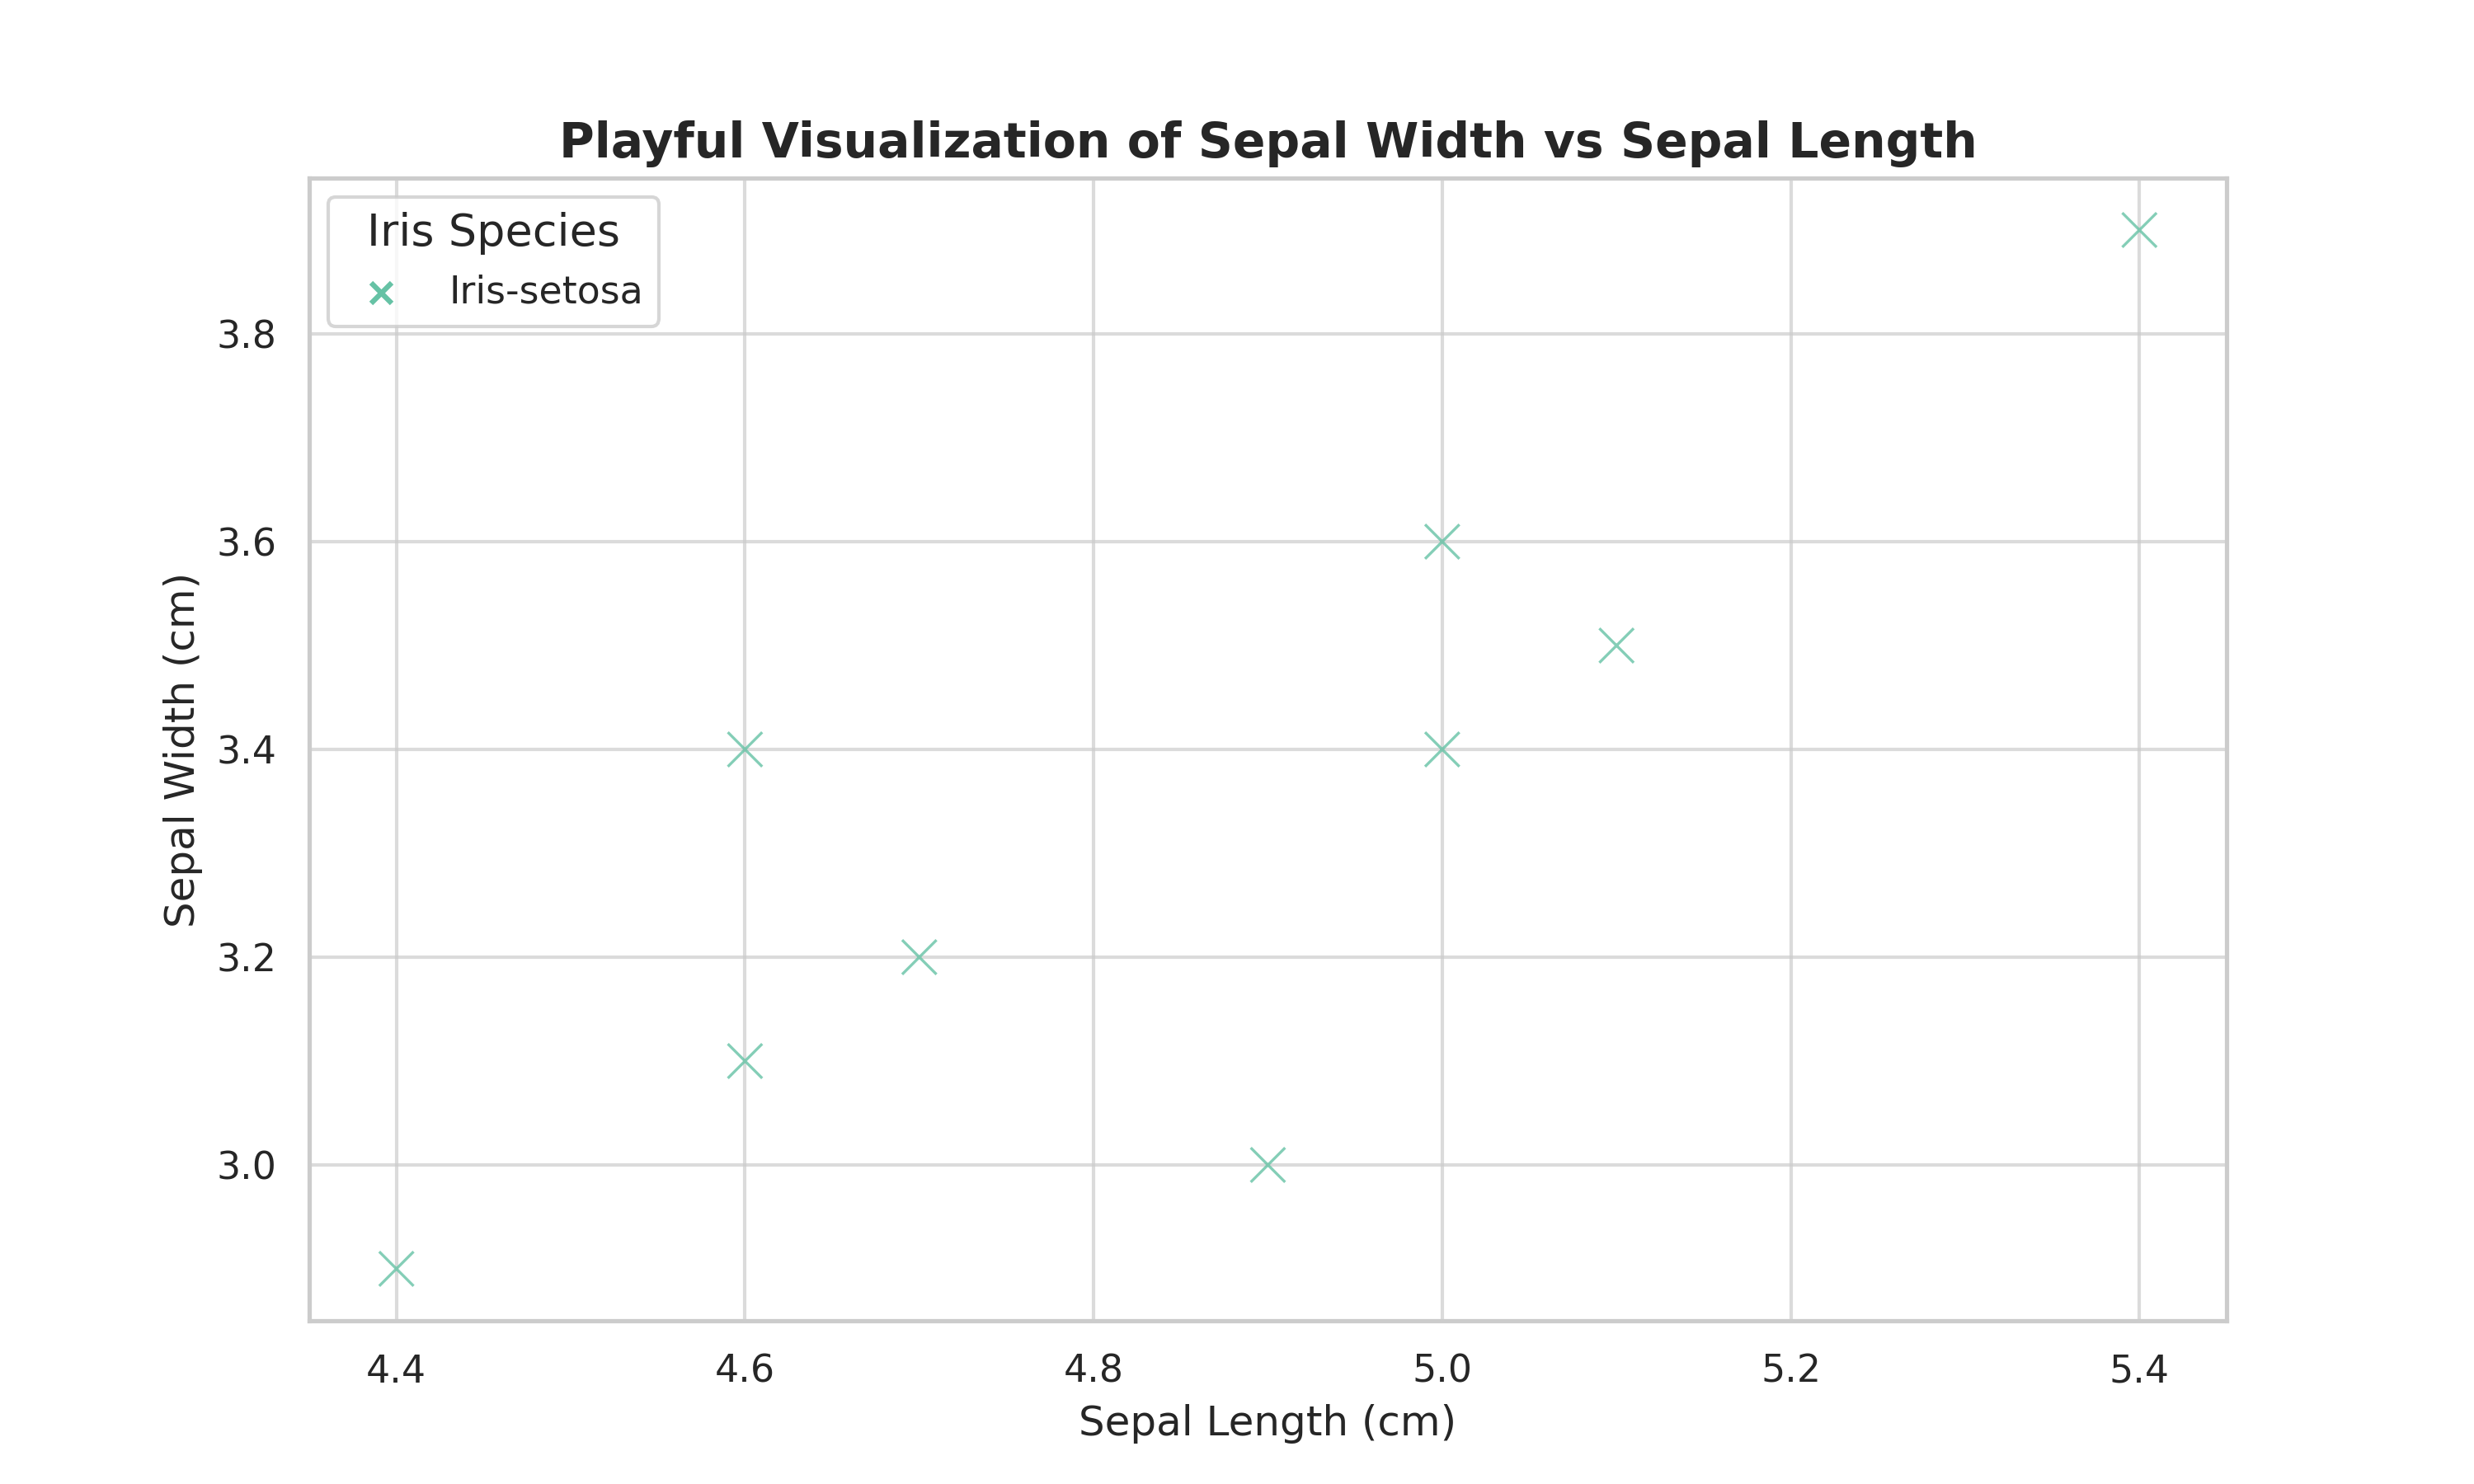 Playful Visualization of Sepal Width vs Sepal Length
Iris Species
Iris-setosa
Sepal Width (cm)
3.8
3.6
3.4
3.2
3.0
4.4
4.6
4.8
5.0
5.2
5.4
Sepal Length (cm)